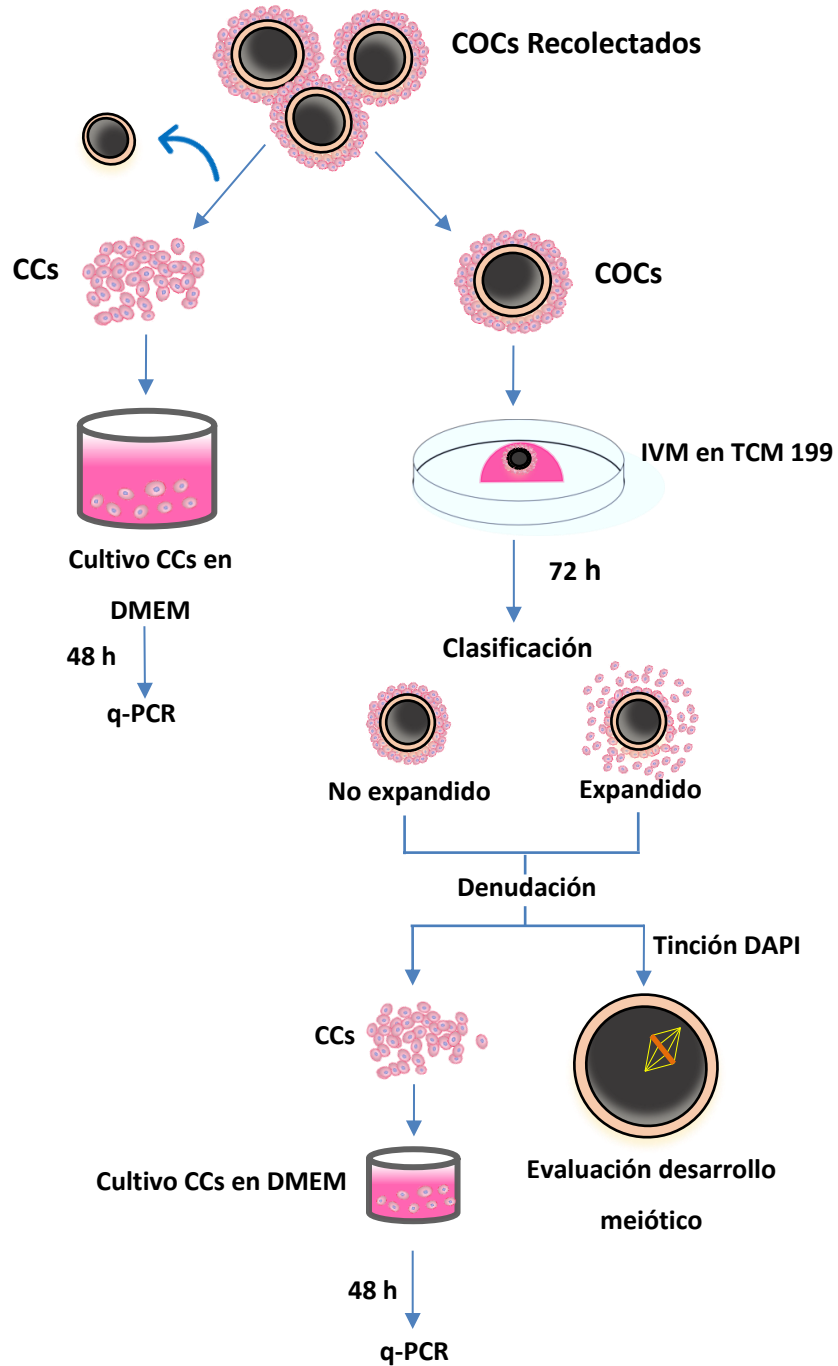 COCs Recolectados
CCs
COCs
IVM en TCM 199
Cultivo CCs en
DMEM
72 h
48 h
Clasificación
q-PCR
No expandido
Expandido
Denudación
Tinción DAPI
CCs
Cultivo CCs en DMEM
Evaluación desarrollo
meiótico
48 h
q-PCR